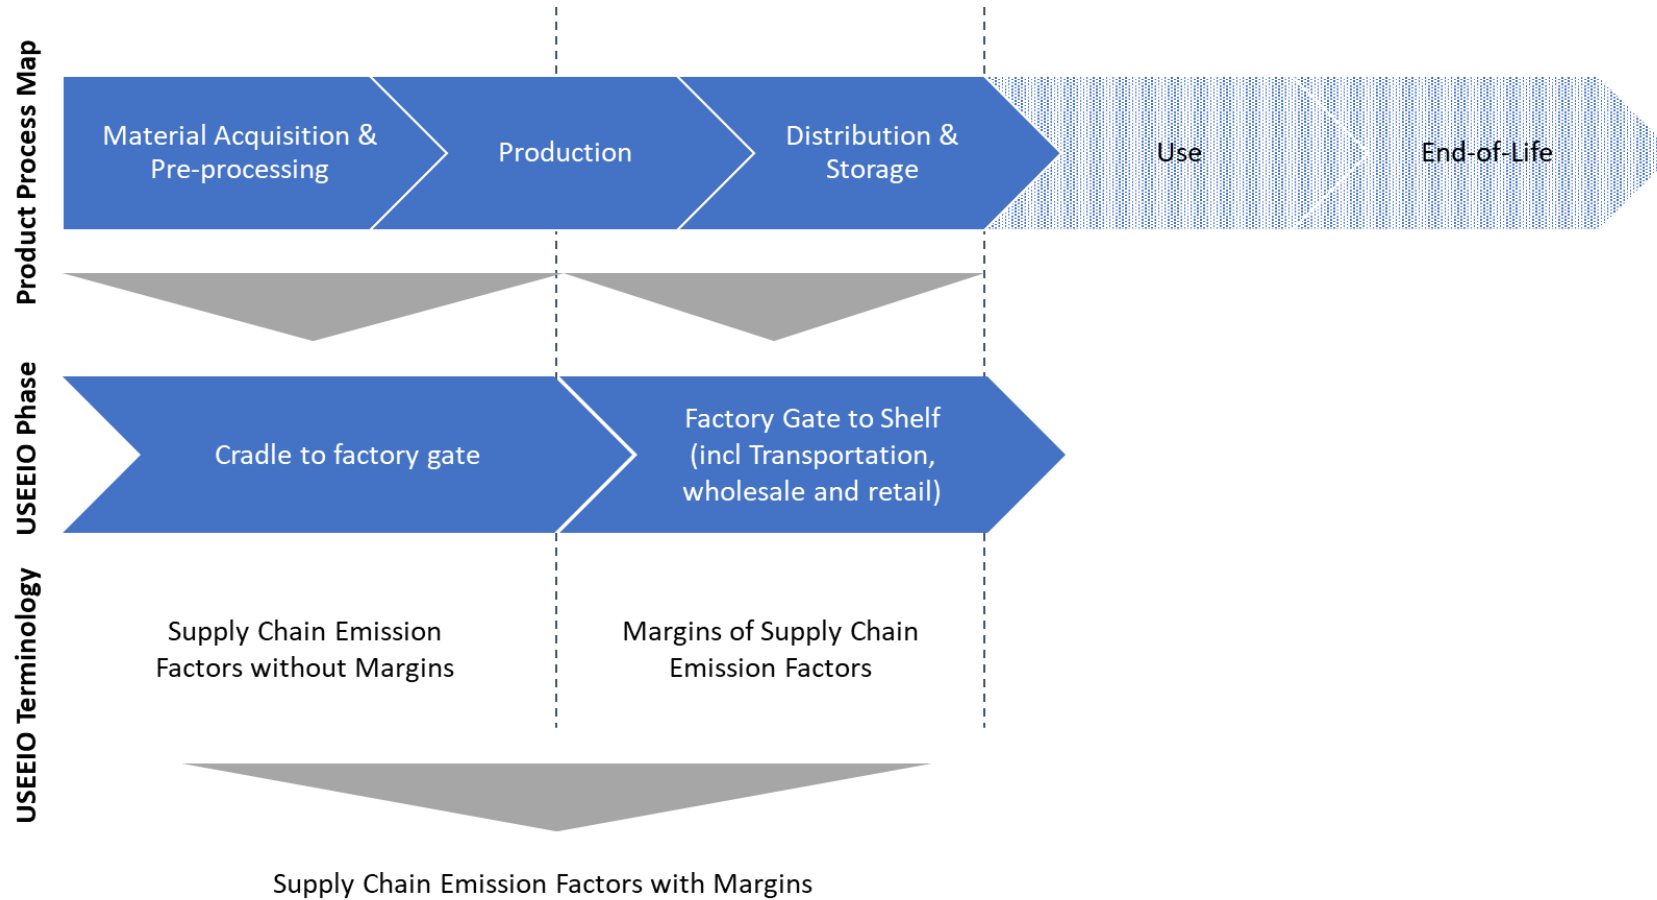 Product Process Map
Material Acquisition &
Pre-processing
Production
Distribution &
Storage
Use
End-of-Life
USEEIO Phase
Cradle to factory gate
Factory Gate to Shelf
(incl Transportation,
wholesale and retail)
USEEIO Terminology
Supply Chain Emission
Factors without Margins
Margins of Supply Chain
Emission Factors
Supply Chain Emission Factors with Margins